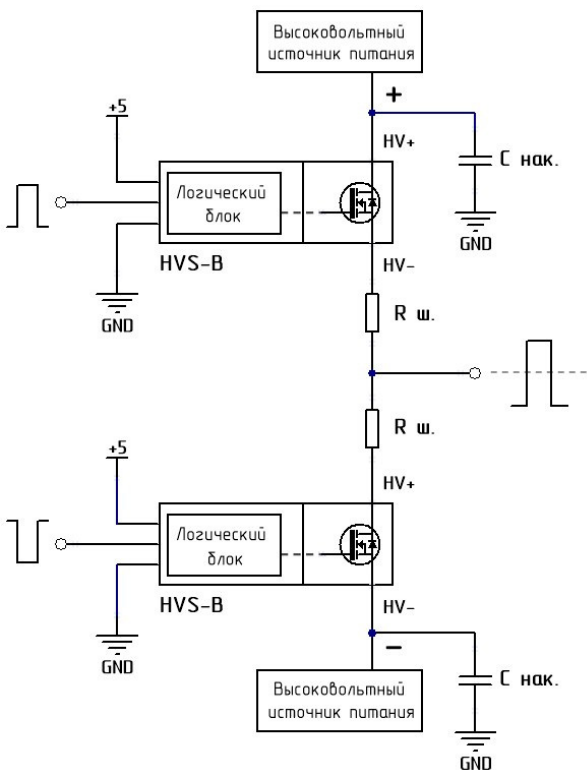 Высоковольтный
источник питания
+
+5
HV+
C нак.
Логический
блок
GND
HVS-B
HV-
GND
R ш.
R ш.
+5
HV+
Логический
блок
HVS-B
HV-
GND
–
C нак.
Высоковольтный
источник питания
GND